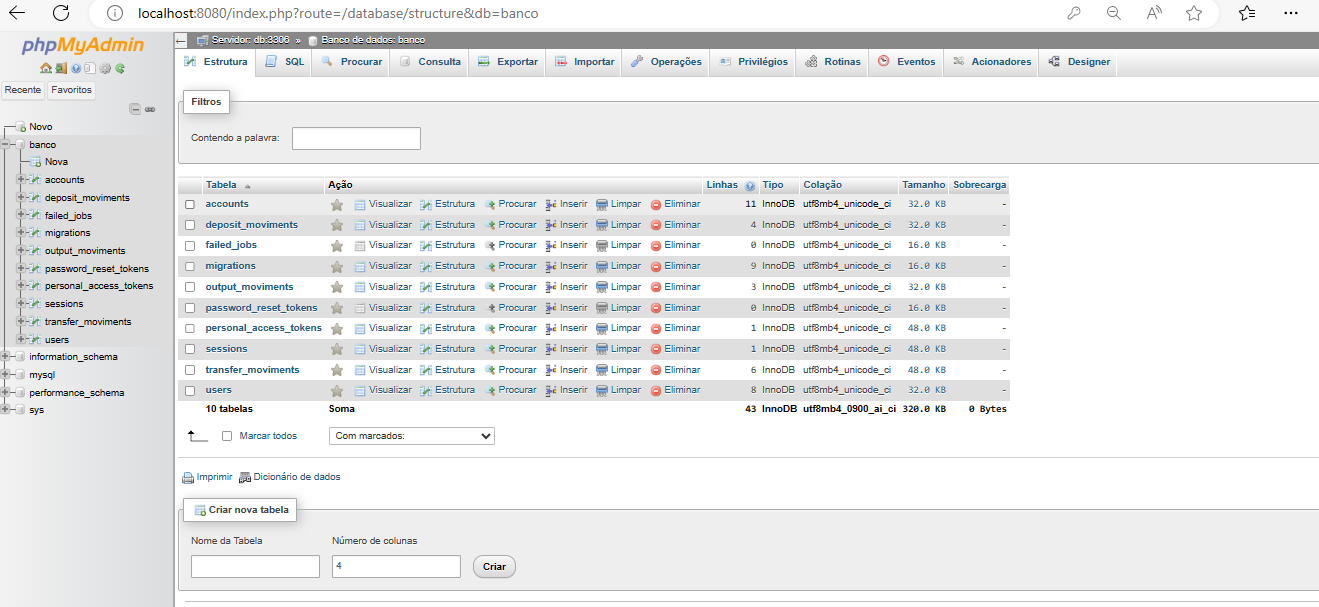 localhost:8080/index.php?route=/database/structure&db=banco
phpMyAdmin
Recente Favoritos
Novo
banco
Nova
accounts
deposit_moviments
failed_jobs
migrations
output_moviments
password_reset_tokens
personal_access_tokens
sessions
transfer_moviments
users
information_schema
mysql
performance_schema
sys
Servidor: db:3306 » Banco de dados: banco
Estrutura SQL Procurar Consulta Exportar Importar Operações Privilégios Rotinas Eventos Acionadores Designer
Filtros
Contendo a palavra:
Tabela Ação Linhas Tipo Colação Tamanho Sobrecarga
accounts Visualizar Estrutura Procurar Inserir Limpar Eliminar 11 InnoDB utf8mb4_unicode_ci 32.0 KB -
deposit_moviments Visualizar Estrutura Procurar Inserir Limpar Eliminar 4 InnoDB utf8mb4_unicode_ci 32.0 KB -
failed_jobs Visualizar Estrutura Procurar Inserir Limpar Eliminar 0 InnoDB utf8mb4_unicode_ci 16.0 KB -
migrations Visualizar Estrutura Procurar Inserir Limpar Eliminar 9 InnoDB utf8mb4_unicode_ci 16.0 KB -
output_moviments Visualizar Estrutura Procurar Inserir Limpar Eliminar 3 InnoDB utf8mb4_unicode_ci 32.0 KB -
password_reset_tokens Visualizar Estrutura Procurar Inserir Limpar Eliminar 0 InnoDB utf8mb4_unicode_ci 16.0 KB -
personal_access_tokens Visualizar Estrutura Procurar Inserir Limpar Eliminar 1 InnoDB utf8mb4_unicode_ci 48.0 KB -
sessions Visualizar Estrutura Procurar Inserir Limpar Eliminar 1 InnoDB utf8mb4_unicode_ci 48.0 KB -
transfer_moviments Visualizar Estrutura Procurar Inserir Limpar Eliminar 6 InnoDB utf8mb4_unicode_ci 48.0 KB -
users Visualizar Estrutura Procurar Inserir Limpar Eliminar 8 InnoDB utf8mb4_unicode_ci 32.0 KB -
10 tabelas Soma 43 InnoDB utf8mb4_0900_ai_ci 320.0 KB 0 Bytes
Marcar todos Com marcados:
Imprimir Dicionário de dados
Criar nova tabela
Nome da Tabela Número de colunas
4 Criar